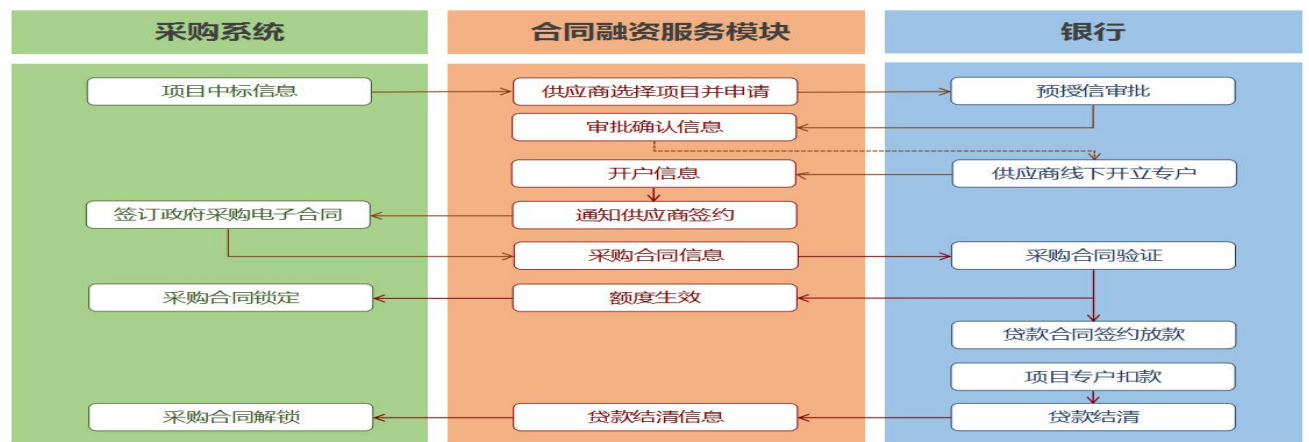 采购系统
合同融资服务模块
银行
项目中标信息
供应商选择项目并申请
预授信审批
审批确认信息
开户信息
供应商线下开立专户
签订政府采购电子合同
通知供应商签约
采购合同信息
采购合同验证
采购合同锁定
额度生效
贷款合同签约放款
项目专户扣款
采购合同解锁
贷款结清信息
贷款结清